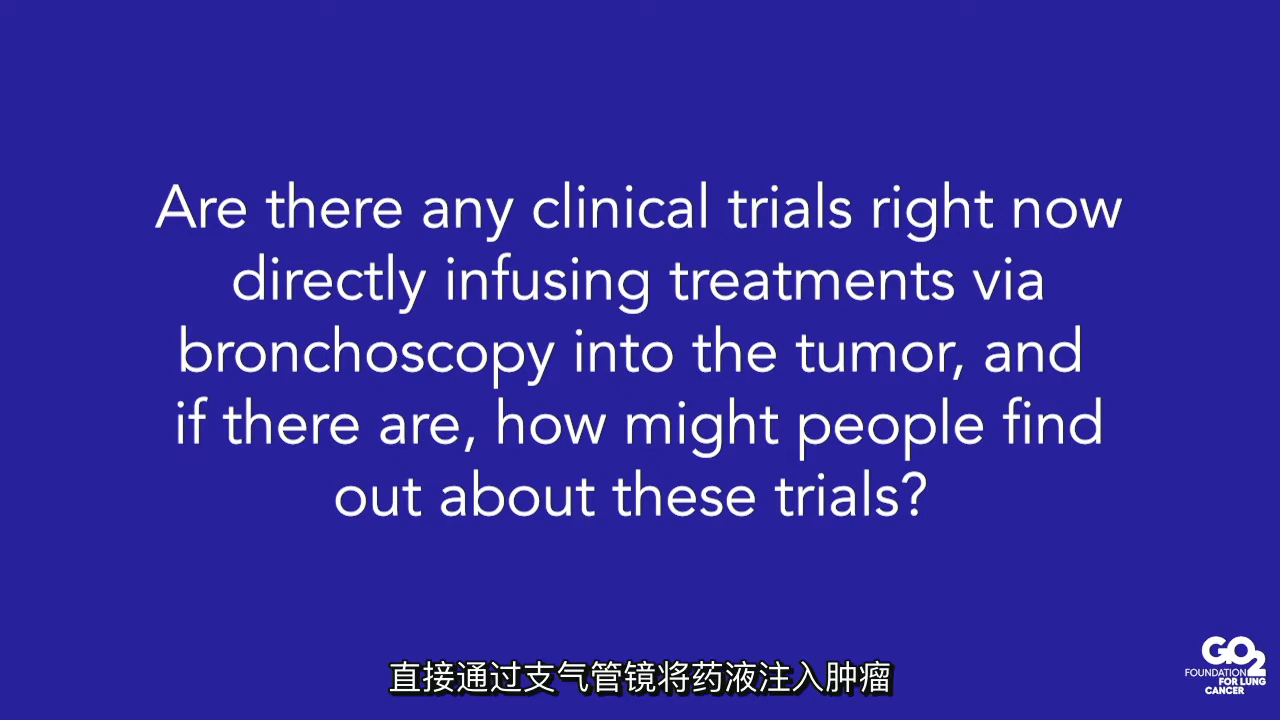 Are there any clinical trials right now
directly infusing treatments via
bronchoscopy into the tumor, and
if there are, how might people find
out about these trials?
直接通过支气管镜将药液注入肿瘤
GO2
FOUNDATION
FOR LUNG
CANCER